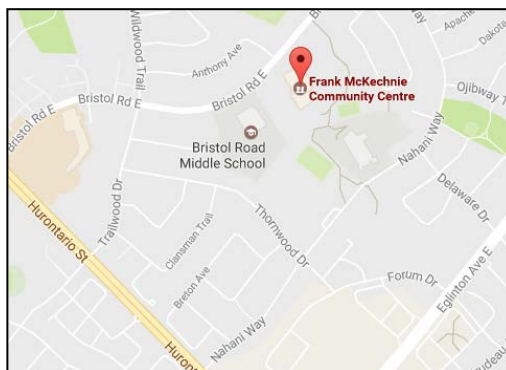 Wildwood Trail
Anthony Ave
Apache
Dakota
Bristol Rd E
Bristol Rd E
Bristol Rd E
Frank McKechnie
Community Centre
Ojibway T
Bristol Road
Middle School
Nahani Way
Delaware Dr
Trailwood Dr
Clansman Trail
Thornwood Dr
Hurontario St
Breton Ave
Forum Dr
Eglinton Ave E
Nahani Way
Huront
udeau